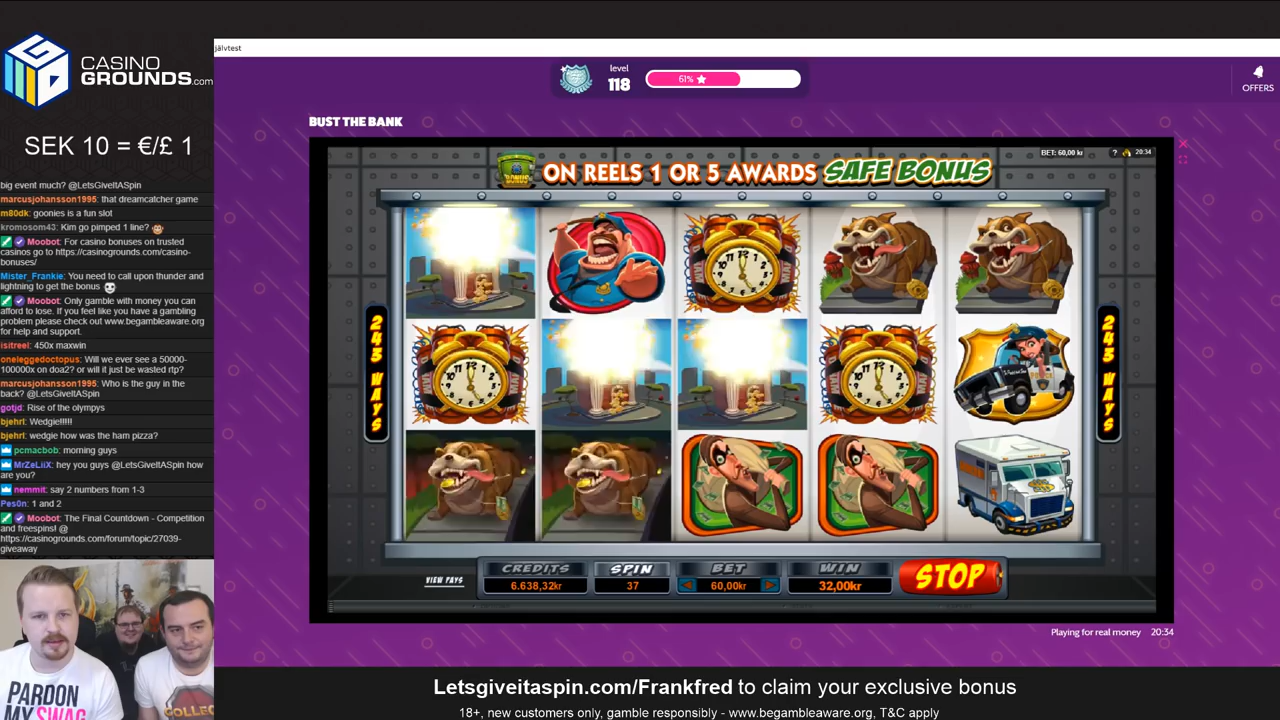 CASINO
GROUNDS.com
SEK 10 = €/£ 1
big event much? @LetsGiveItASpin
marcusjohansson1995: that dreamcatcher game
m80dk: goonies is a fun slot
kromosom43: Kim go pimped 1 line?
Moobot: For casino bonuses on trusted
casinos go to https://casinogrounds.com/casino-
bonuses/
Mister_Frankie: You need to call upon thunder and
lightning to get the bonus
Moobot: Only gamble with money you can
afford to lose. If you feel like you have a gambling
problem please check out www.begambleaware.org
for help and support.
isitreel: 450x maxwin
oneleggedoctopus: Will we ever see a 50000-
100000x on doa2? or will it just be wasted rtp?
marcusjohansson1995: Who is the guy in the
back? @LetsGiveItASpin
gotjd: Rise of the olympys
bjehrl: Wedgie!!!!!
bjehrl: wedgie how was the ham pizza?
pcmacbob: morning guys
MrZeLiiX: hey you guys @LetsGiveItASpin how
are you?
nemmit: say 2 numbers from 1-3
Pes0n: 1 and 2
Moobot: The Final Countdown - Competition
and freespins! @
https://casinogrounds.com/forum/topic/27039-
giveaway
PARDON
MY SWAG
COLLEC
jälvtest
level
118
61%
OFFERS
BUST THE BANK
BET: 60,00 kr
?
20:34
BONUS
ON REELS 1 OR 5 AWARDS SAFE BONUS
243 WAYS
243 WAYS
VIEW PAYS
CREDITS
6.638,32kr
SPIN
37
BET
60,00kr
WIN
32,00kr
STOP
Playing for real money 20:34
Letsgiveitaspin.com/Frankfred to claim your exclusive bonus
18+, new customers only, gamble responsibly - www.begambleaware.org, T&C apply